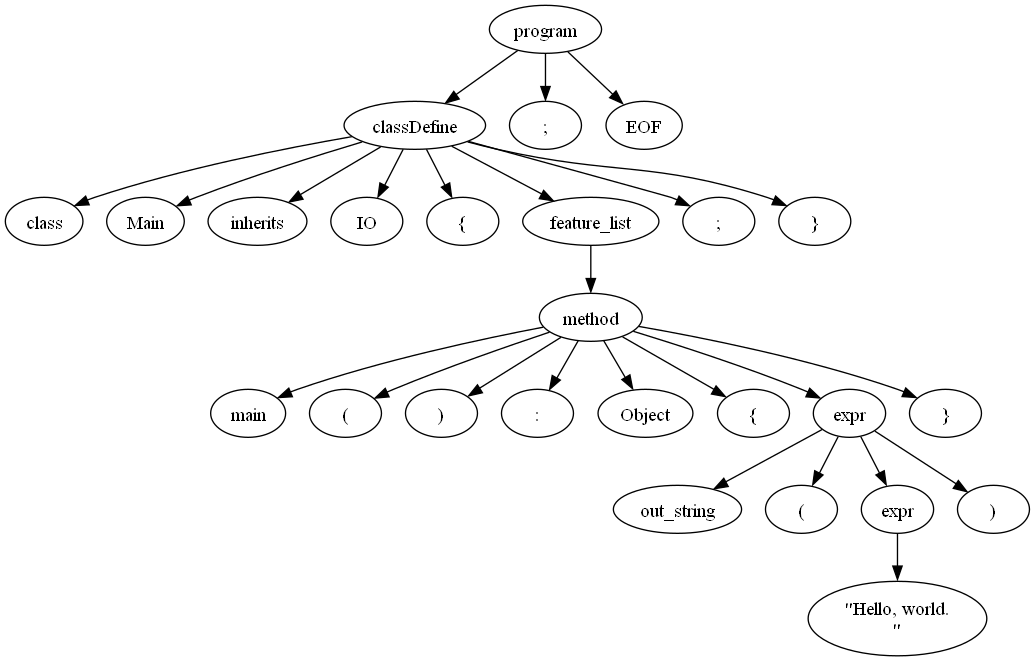 program
classDefine
;
EOF
class
Main
inherits
IO
{
feature_list
;
}
method
main
(
)
:
Object
{
expr
}
out_string
(
expr
)
"Hello, world.
"